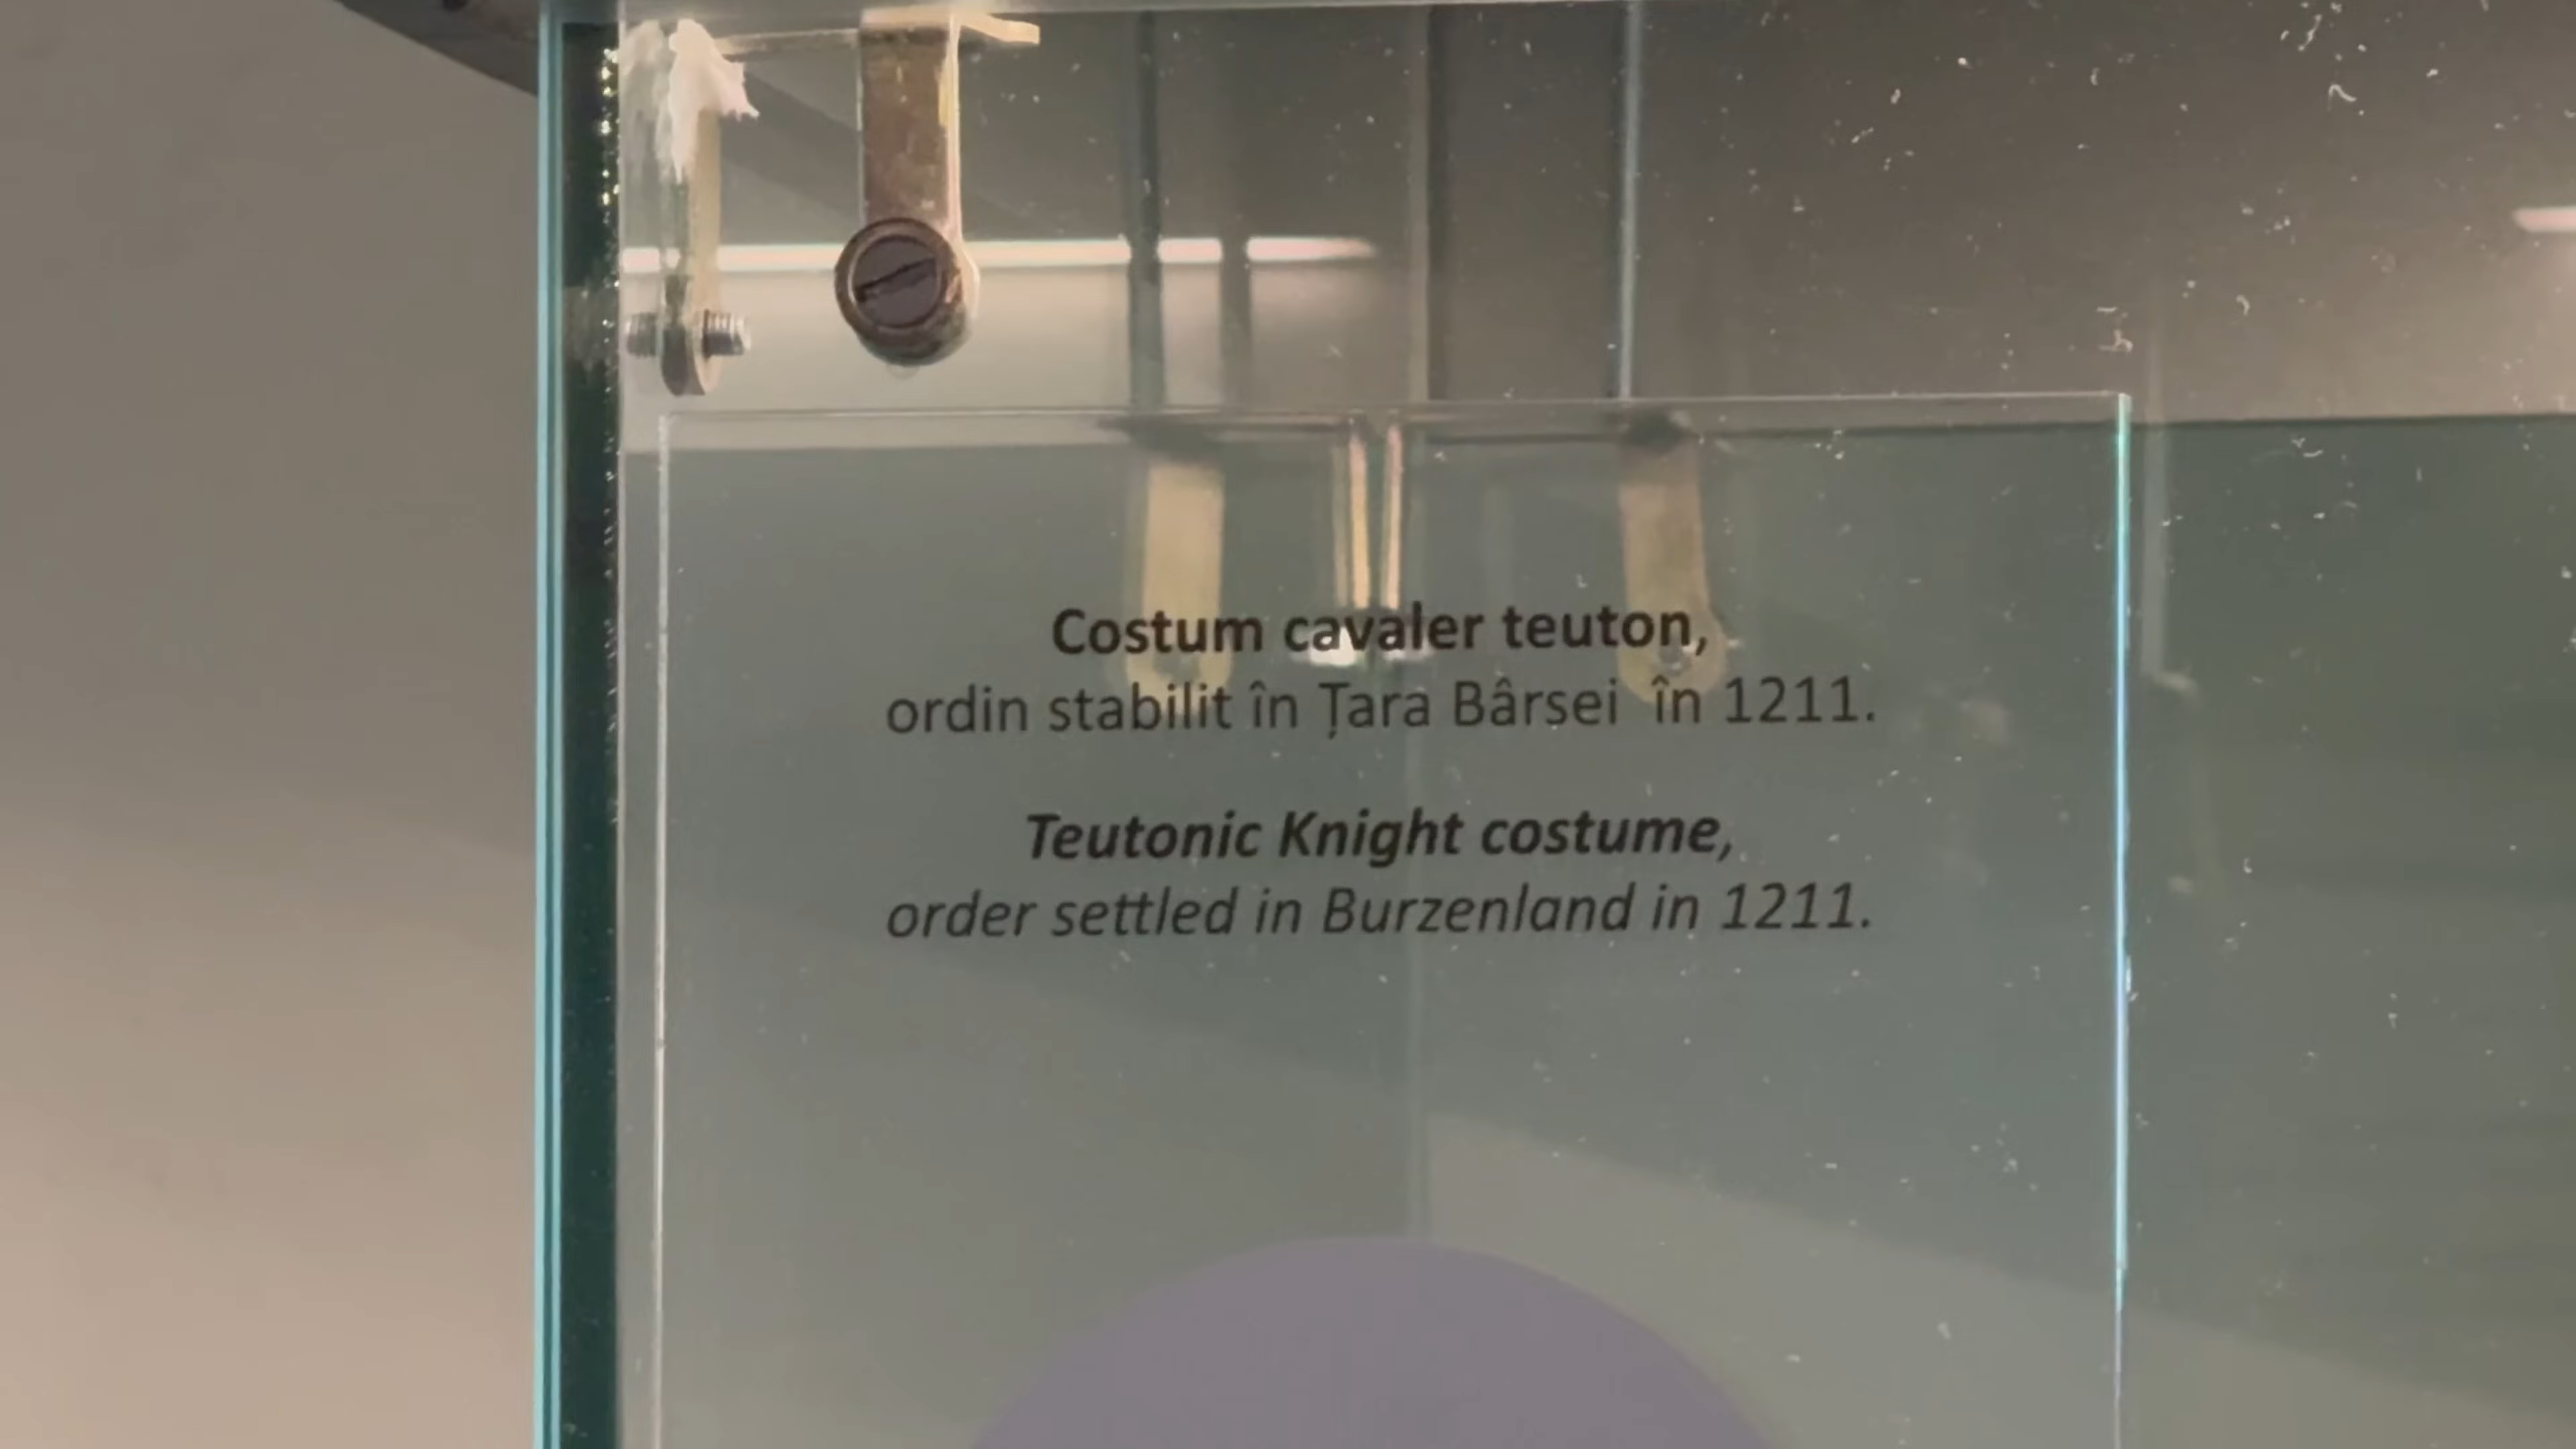 Costum cavaler teuton,
ordin stabilit în Țara Bârsei în 1211.
Teutonic Knight costume,
order settled in Burzenland in 1211.